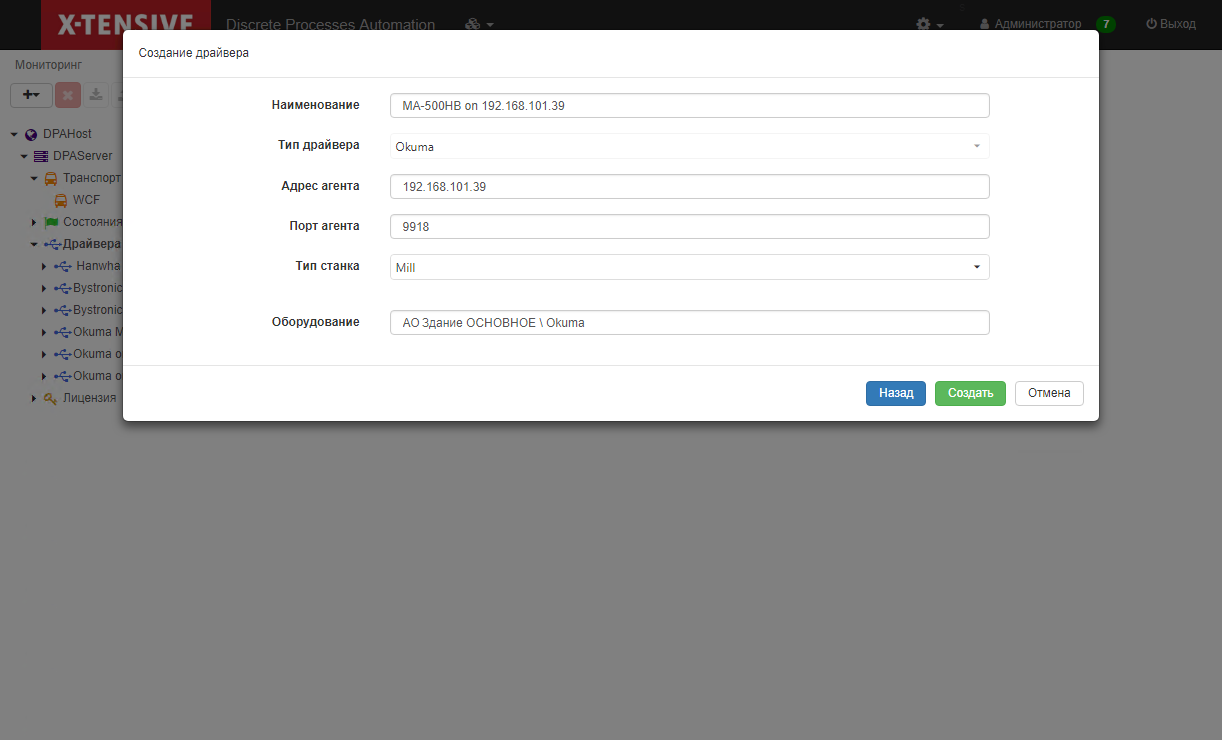 X-TENSIVE
Discrete Processes Automation
Администратор
7
Выход
Мониторинг
Создание драйвера
Наименование
MA-500HB on 192.168.101.39
Тип драйвера
Okuma
Адрес агента
192.168.101.39
Порт агента
9918
Тип станка
Mill
Оборудование
АО Здание ОСНОВНОЕ \ Okuma
Назад
Создать
Отмена
DPAHost
DPAServer
Транспорт
WCF
Состояния
Драйвера
Hanwha
Bystronic
Bystronic
Okuma M
Okuma o
Okuma o
Лицензия